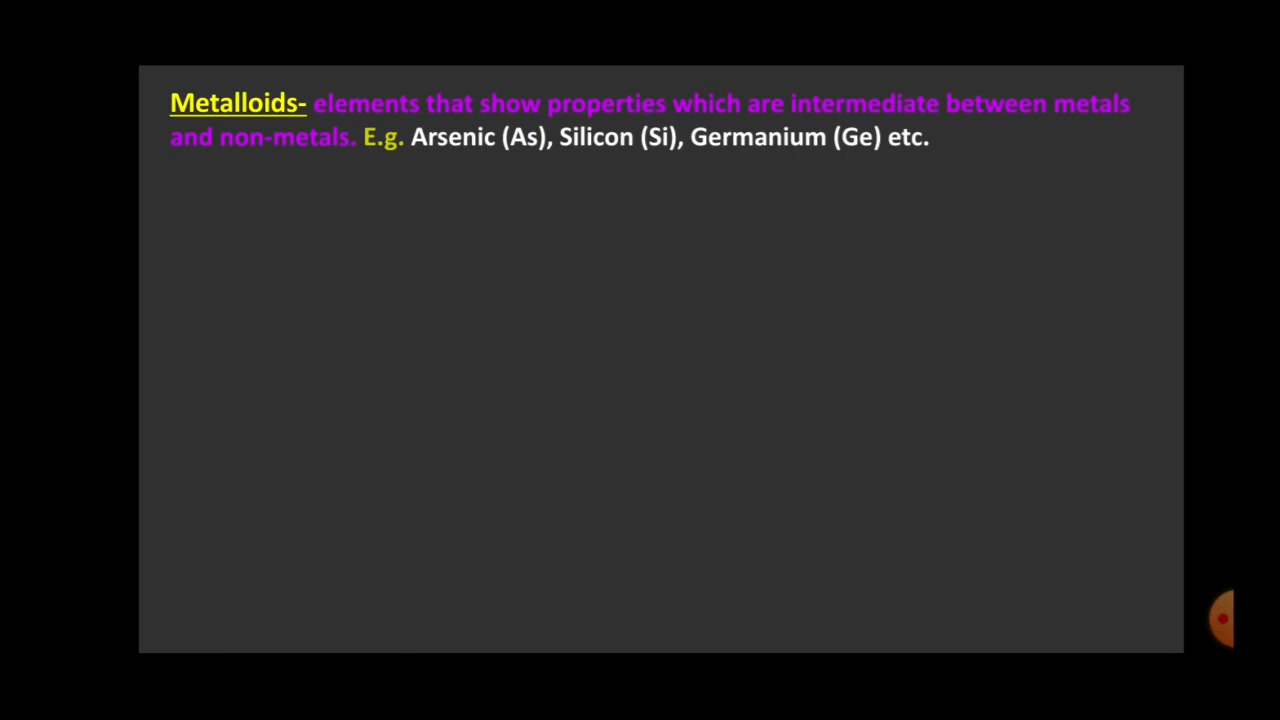 Metalloids- elements that show properties which are intermediate between metals
and non-metals. E.g. Arsenic (As), Silicon (Si), Germanium (Ge) etc.